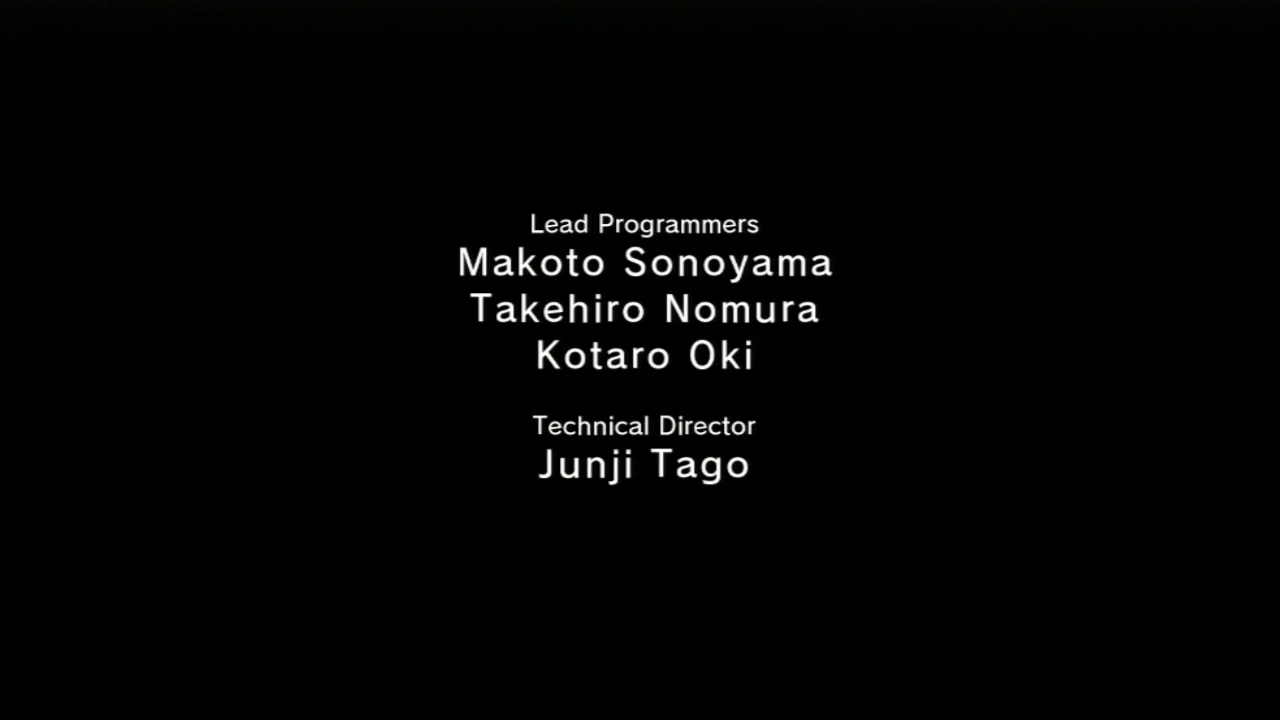 Lead Programmers
Makoto Sonoyama
Takehiro Nomura
Kotaro Oki
Technical Director
Junji Tago